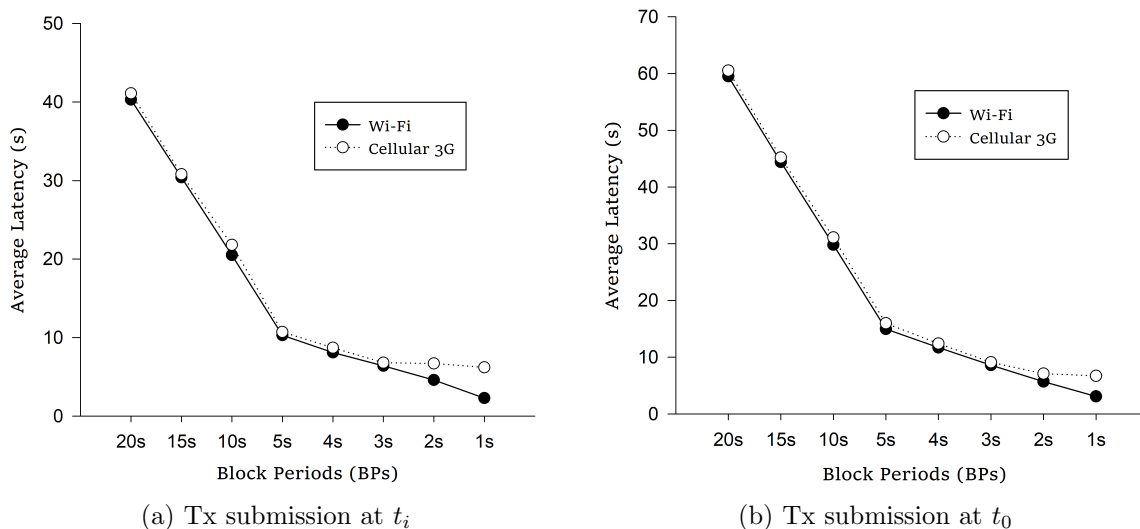 50
40
30
20
10
0
Average Latency (s)
Wi-Fi
Cellular 3G
20s 15s 10s 5s 4s 3s 2s 1s
Block Periods (BPs)
(a) Tx submission at t_i
70
60
50
40
30
20
10
0
Average Latency (s)
Wi-Fi
Cellular 3G
20s 15s 10s 5s 4s 3s 2s 1s
Block Periods (BPs)
(b) Tx submission at t_0